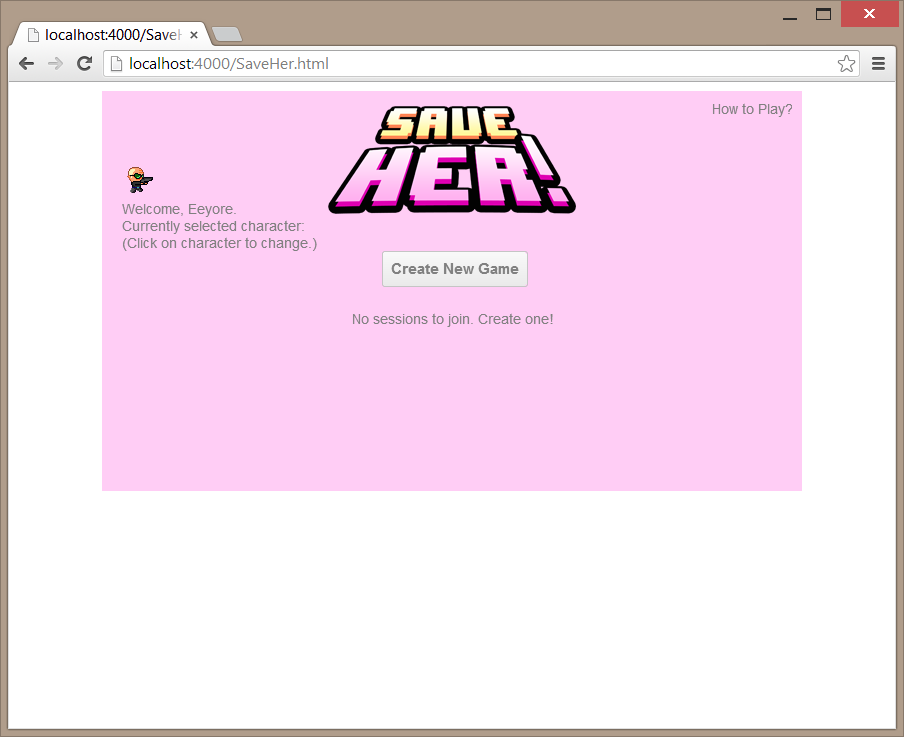 localhost:4000/SaveH
localhost:4000/SaveHer.html
How to Play?
SAVE
HER!
Welcome, Eeyore.
Currently selected character:
(Click on character to change.)
Create New Game
No sessions to join. Create one!